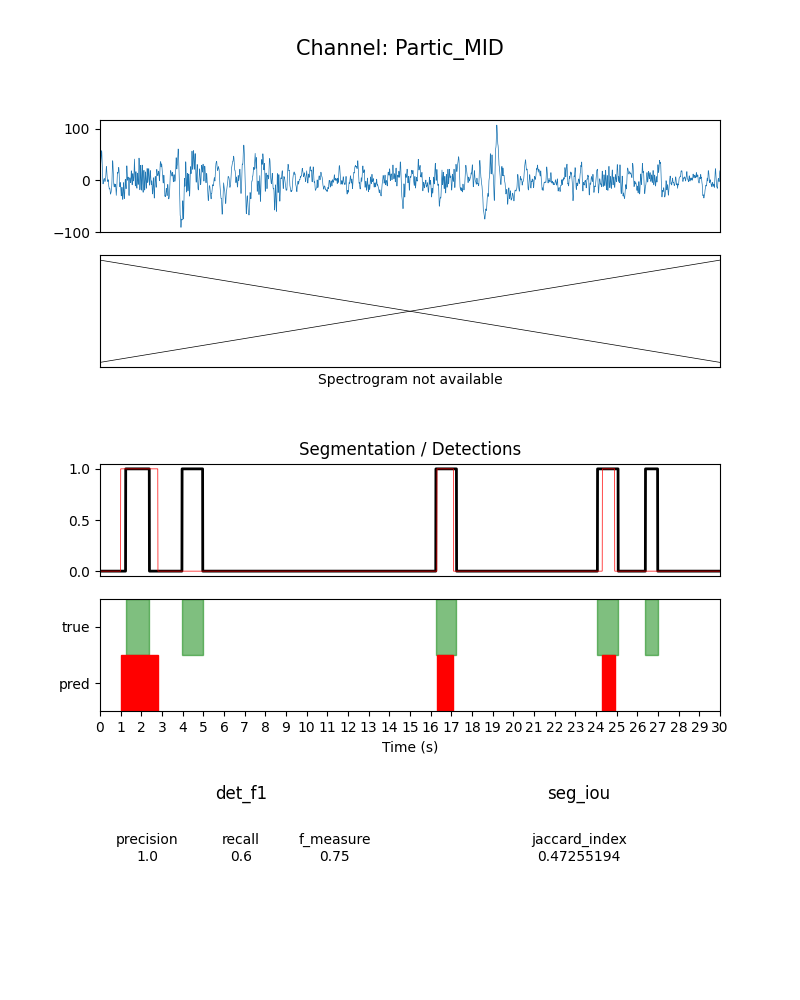 Channel: Partic_MID
100
0
−100
Spectrogram not available
Segmentation / Detections
1.0
0.5
0.0
true
pred
0 1 2 3 4 5 6 7 8 9 10 11 12 13 14 15 16 17 18 19 20 21 22 23 24 25 26 27 28 29 30
Time (s)
det_f1 seg_iou
precision recall f_measure jaccard_index
1.0 0.6 0.75 0.47255194